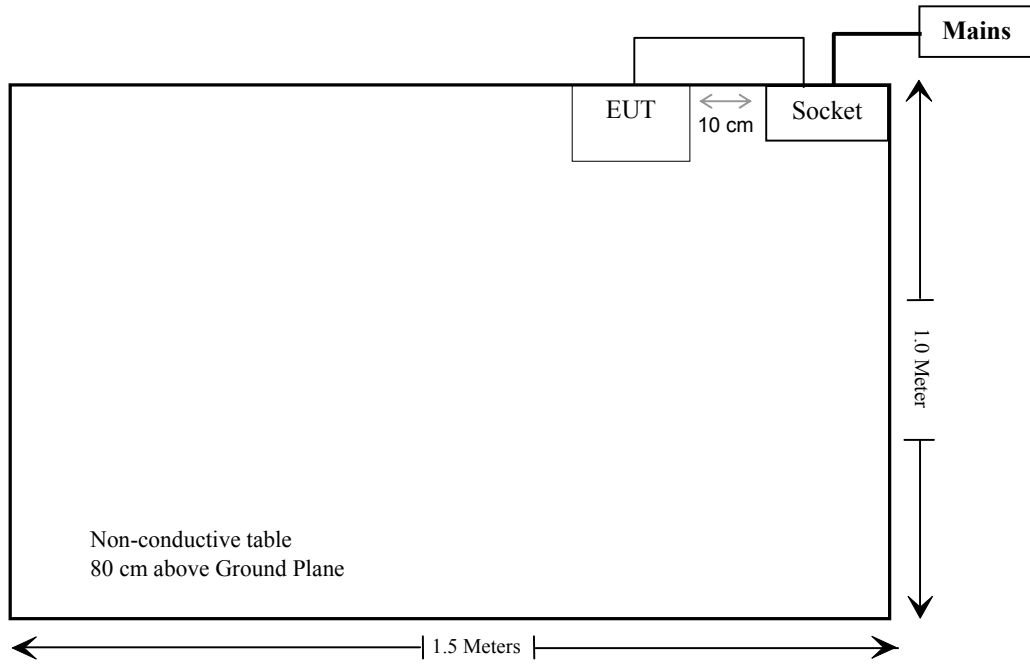 Mains
EUT
10 cm
Socket
1.0 Meter
Non-conductive table
80 cm above Ground Plane
1.5 Meters